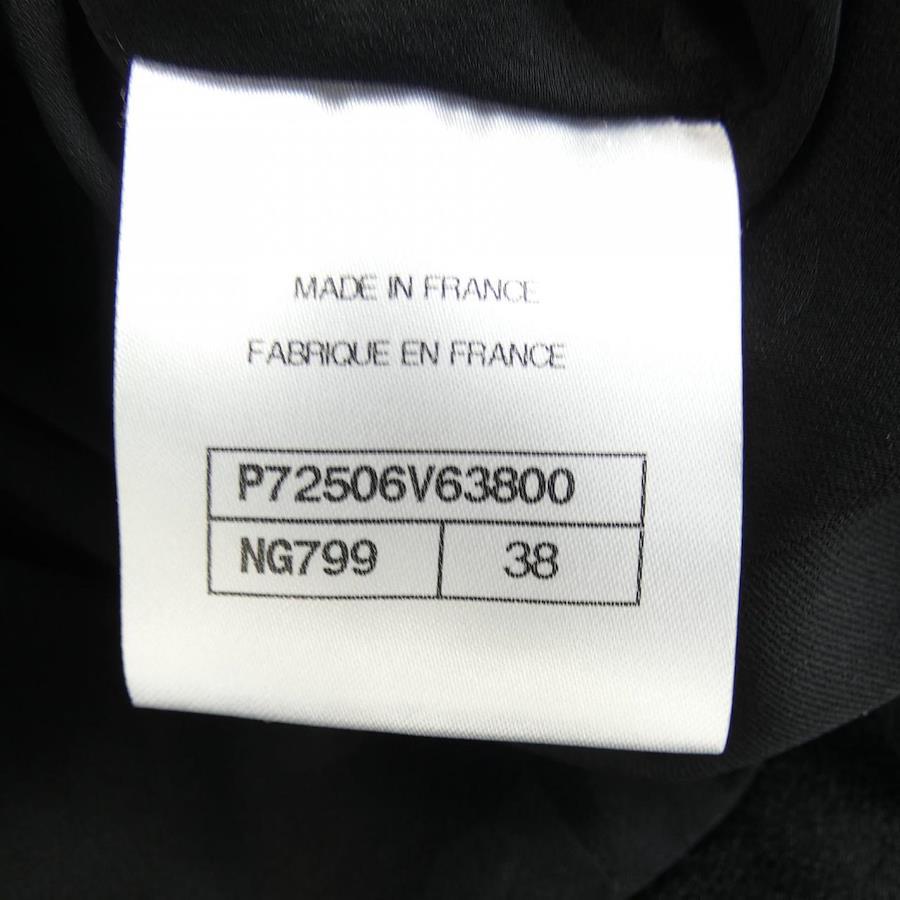 MADE IN FRANCE
FABRIQUE EN FRANCE
P72506V63800
NG799 38